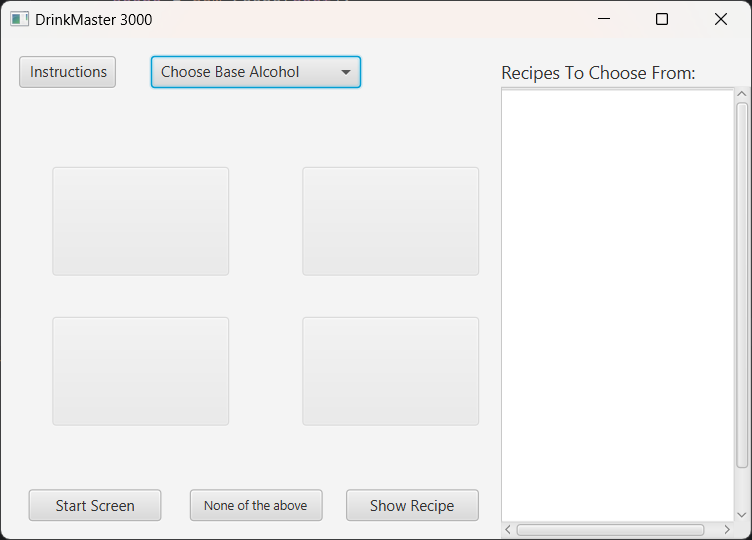 DrinkMaster 3000
Instructions
Choose Base Alcohol
Recipes To Choose From:
Start Screen
None of the above
Show Recipe